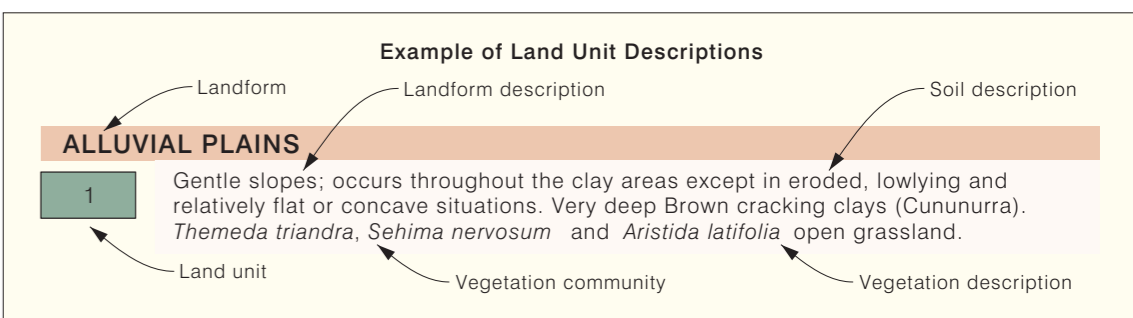 Example of Land Unit Descriptions
Landform
Landform description
Soil description
ALLUVIAL PLAINS
1
Gentle slopes; occurs throughout the clay areas except in eroded, lowlying and
relatively flat or concave situations. Very deep Brown cracking clays (Cununurra).
Themeda triandra, Sehima nervosum and Aristida latifolia open grassland.
Land unit
Vegetation community
Vegetation description